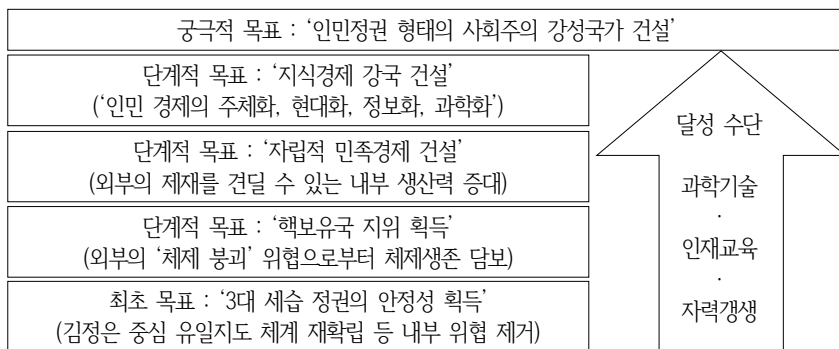 궁극적 목표 : ‘인민정권 형태의 사회주의 강성국가 건설’
단계적 목표 : ‘지식경제 강국 건설’
(‘인민 경제의 주체화, 현대화, 정보화, 과학화’)
단계적 목표 : ‘자립적 민족경제 건설’
(외부의 제재를 견딜 수 있는 내부 생산력 증대)
단계적 목표 : ‘핵보유국 지위 획득’
(외부의 ‘체제 붕괴’ 위협으로부터 체제생존 담보)
최초 목표 : ‘3대 세습 정권의 안정성 획득’
(김정은 중심 유일지도 체계 재확립 등 내부 위협 제거)
달성 수단
과학기술
·
인재교육
·
자력갱생